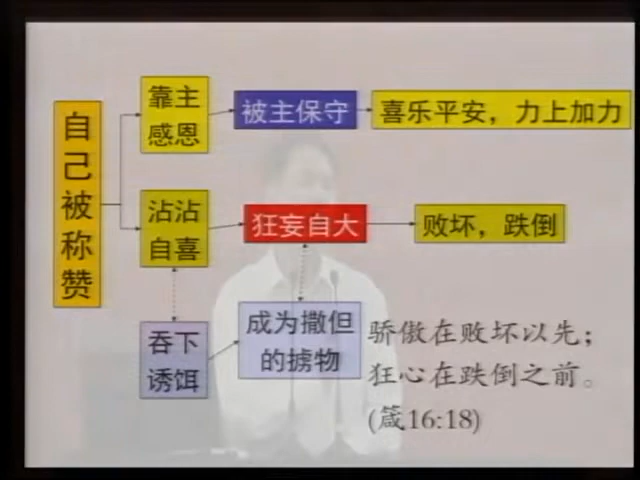 自己被称赞
靠主
感恩
被主保守
喜乐平安，力上加力
沾沾
自喜
狂妄自大
败坏，跌倒
吞下
诱饵
成为撒但
的掳物
骄傲在败坏以先；
狂心在跌倒之前。
(箴16:18)